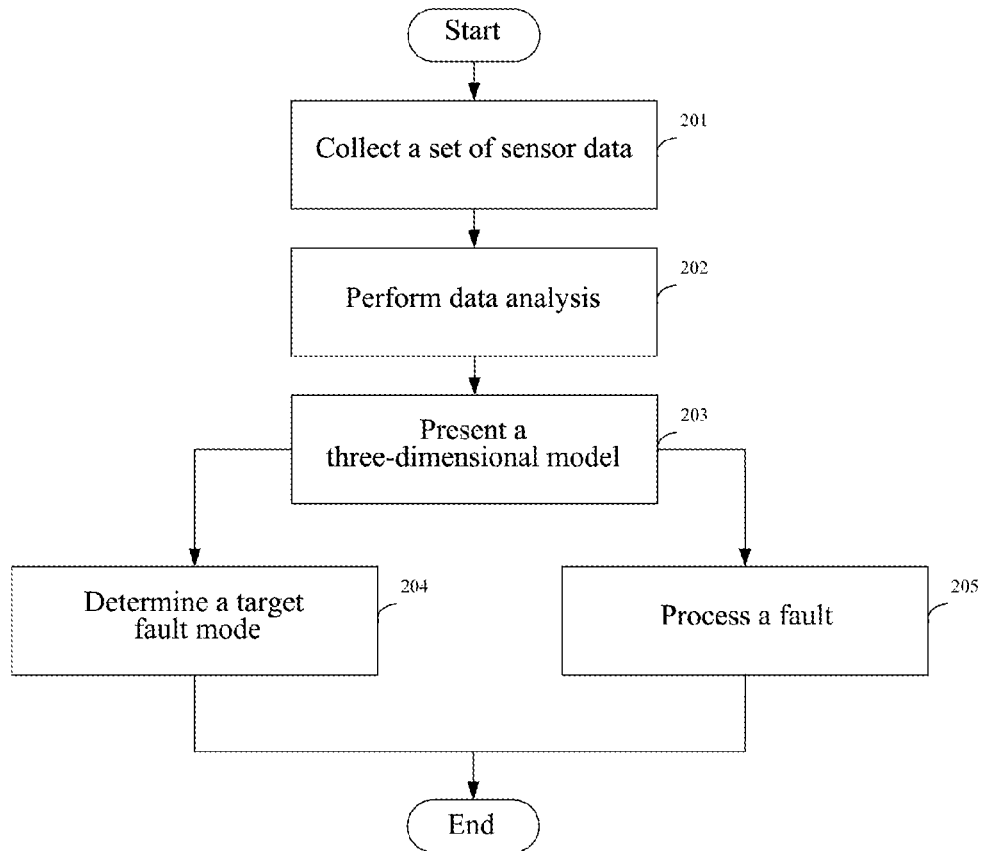 Start
201
Collect a set of sensor data
202
Perform data analysis
203
Present a
three-dimensional model
204
Determine a target
fault mode
205
Process a fault
End